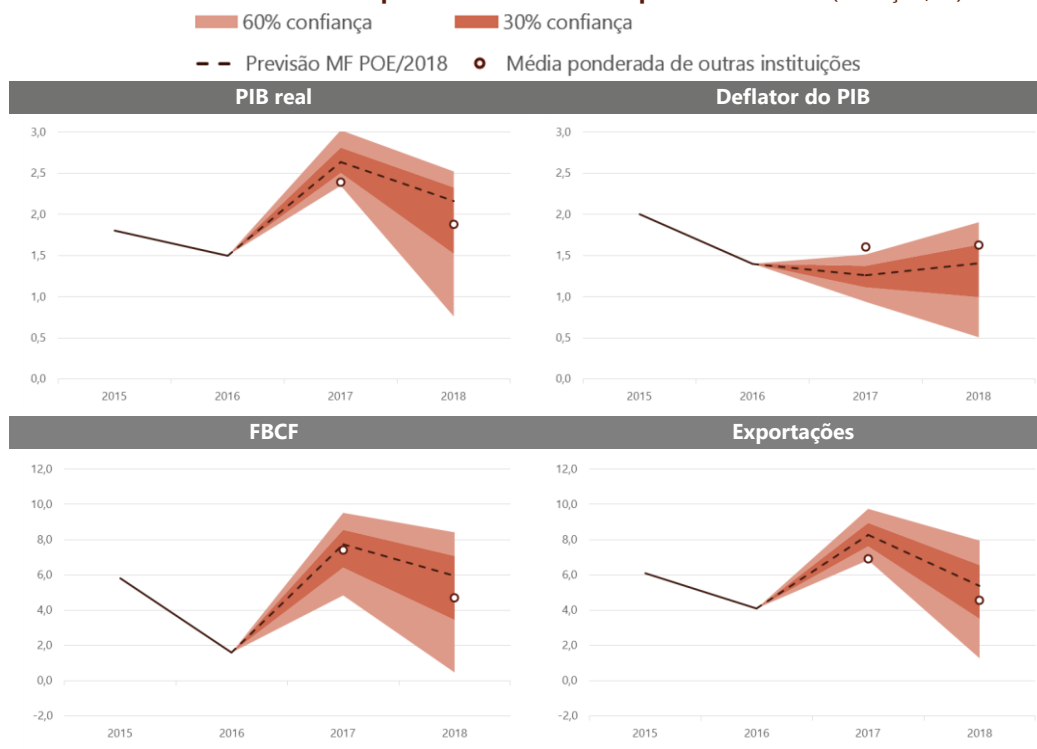 60% confiança 30% confiança
Previsão MF POE/2018 Média ponderada de outras instituições
PIB real Deflator do PIB
3,0 3,0
2,5 2,5
2,0 2,0
1,5 1,5
1,0 1,0
0,5 0,5
0,0 0,0
2015 2016 2017 2018 2015 2016 2017 2018
FBCF Exportações
12,0 12,0
10,0 10,0
8,0 8,0
6,0 6,0
4,0 4,0
2,0 2,0
0,0 0,0
-2,0 -2,0
2015 2016 2017 2018 2015 2016 2017 2018